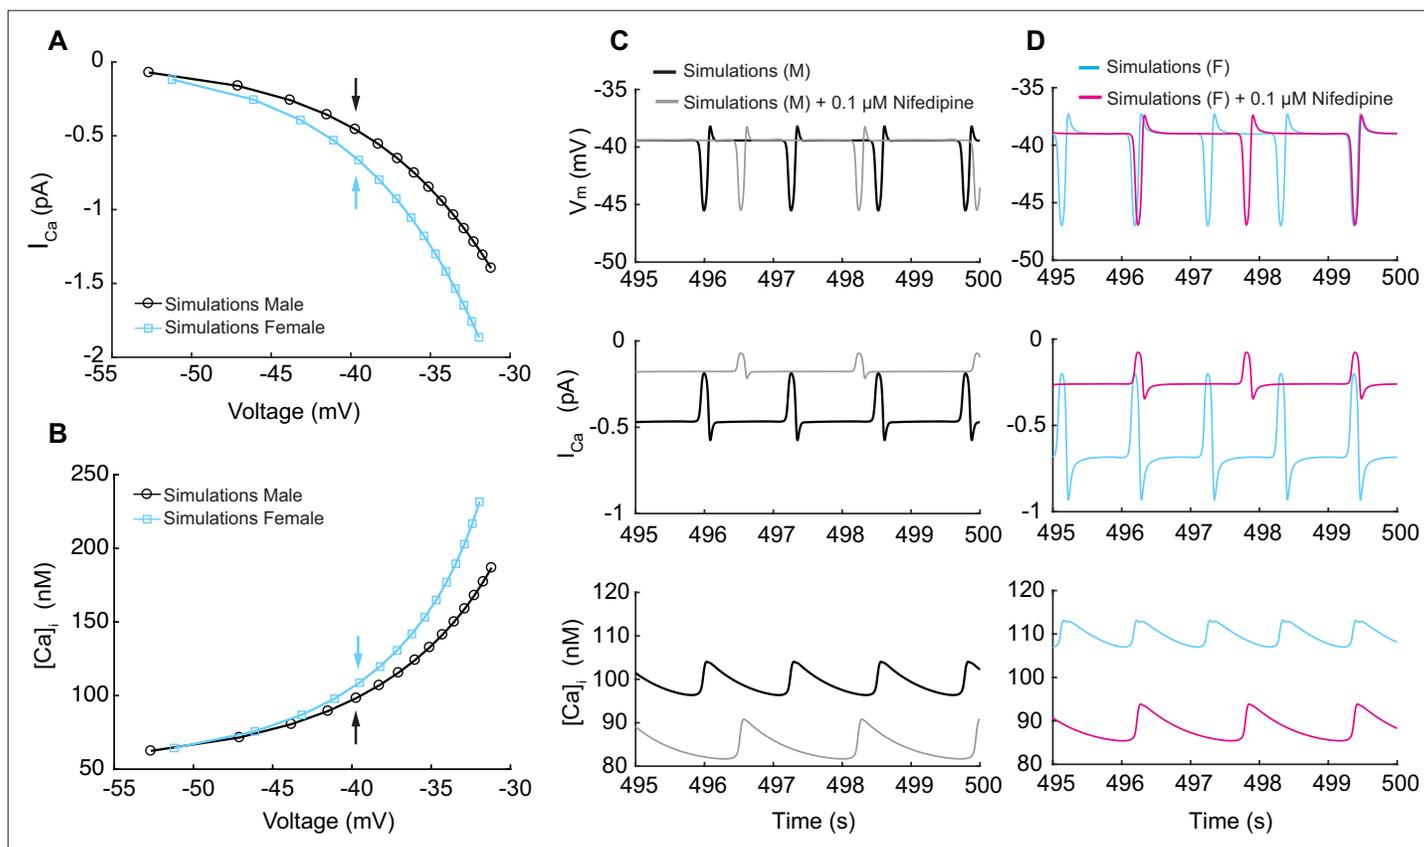 A
0
-0.5
-1
-1.5
-2
I Ca (pA)
Simulations Male
Simulations Female
-55 -50 -45 -40 -35 -30
Voltage (mV)
B
250
200
150
100
50
[Ca]i (nM)
Simulations Male
Simulations Female
-55 -50 -45 -40 -35 -30
Voltage (mV)
C
Simulations (M)
Simulations (M) + 0.1 µM Nifedipine
-35
-40
-45
-50
Vm (mV)
495 496 497 498 499 500
0
-0.5
-1
I Ca (pA)
495 496 497 498 499 500
120
110
100
90
80
[Ca]i (nM)
495 496 497 498 499 500
Time (s)
D
Simulations (F)
Simulations (F) + 0.1 µM Nifedipine
-35
-40
-45
-50
495 496 497 498 499 500
0
-0.5
-1
495 496 497 498 499 500
120
110
100
90
80
495 496 497 498 499 500
Time (s)